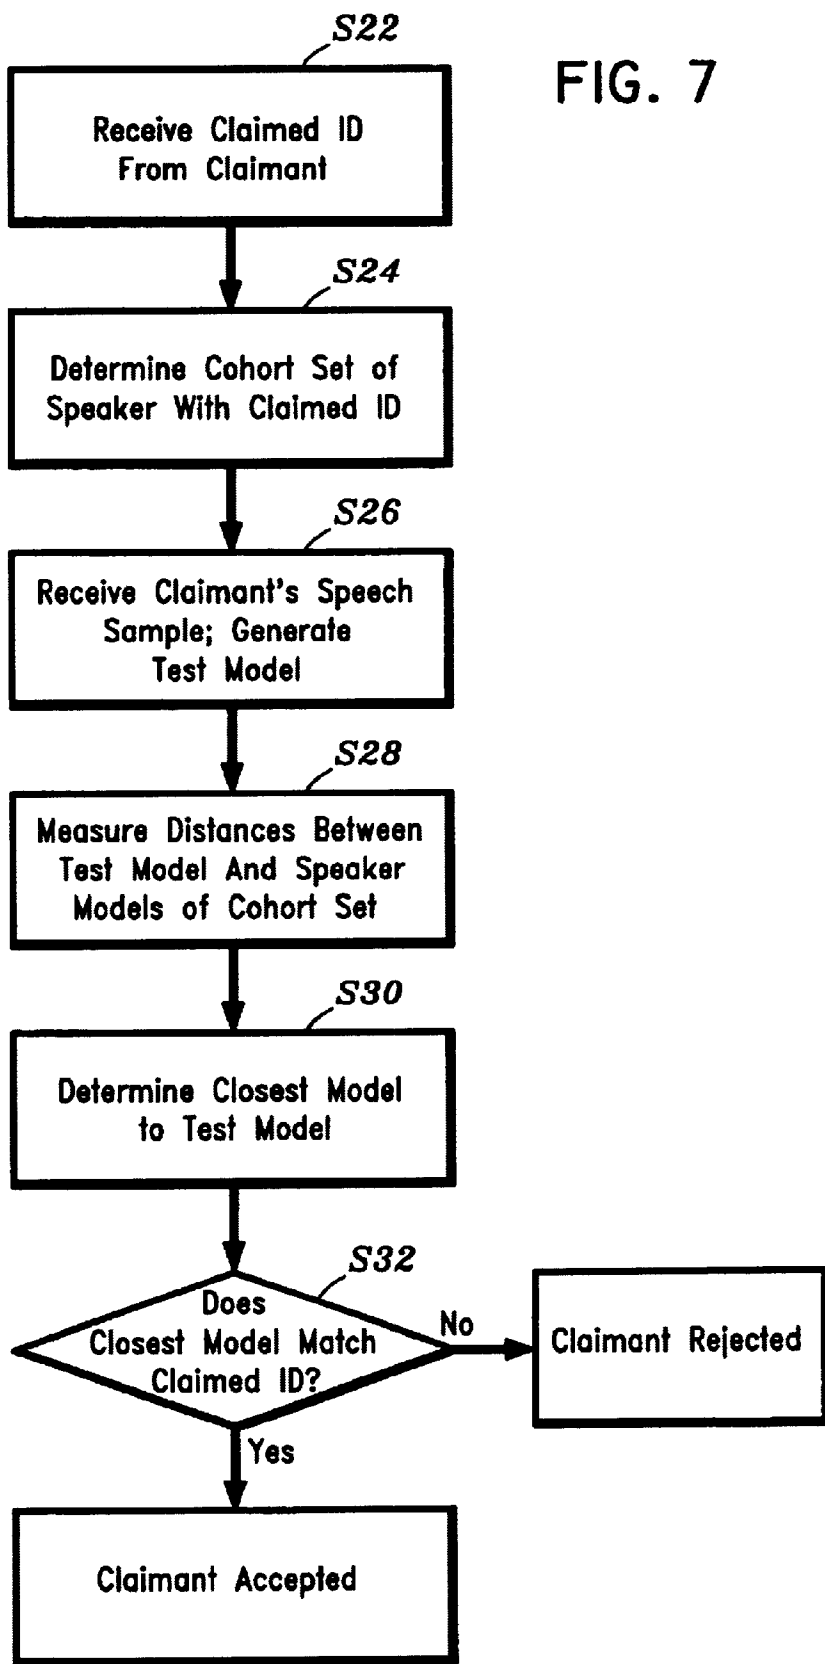 FIG. 7
S22
Receive Claimed ID
From Claimant
S24
Determine Cohort Set of
Speaker With Claimed ID
S26
Receive Claimant's Speech
Sample; Generate
Test Model
S28
Measure Distances Between
Test Model And Speaker
Models of Cohort Set
S30
Determine Closest Model
to Test Model
S32
Does
Closest Model Match
Claimed ID?
No
Claimant Rejected
Yes
Claimant Accepted